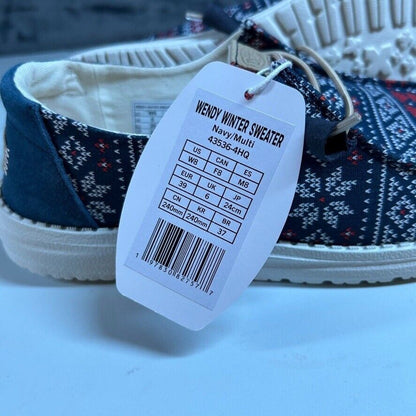 WENDY WINTER SWEATER
Navy/Multi
43536-4HQ
US CAN ES
W8 F8 M8
EUR UK JP
39 6 24cm
CN KR BR
240mm 240mm 37